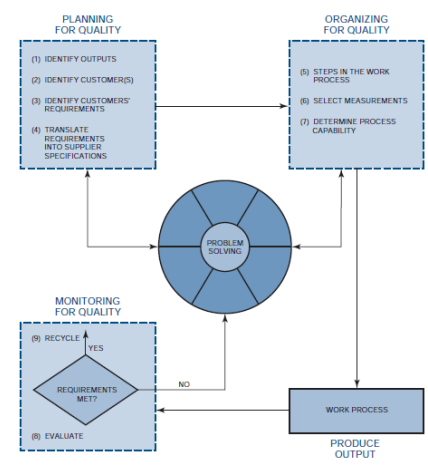 PLANNING
FOR QUALITY
(1) IDENTIFY OUTPUTS
(2) IDENTIFY CUSTOMER(S)
(3) IDENTIFY CUSTOMERS'
REQUIREMENTS
(4) TRANSLATE
REQUIREMENTS
INTO SUPPLIER
SPECIFICATIONS
ORGANIZING
FOR QUALITY
(5) STEPS IN THE WORK
PROCESS
(6) SELECT MEASUREMENTS
(7) DETERMINE PROCESS
CAPABILITY
PROBLEM
SOLVING
MONITORING
FOR QUALITY
(9) RECYCLE
YES
REQUIREMENTS
MET?
NO
(8) EVALUATE
WORK PROCESS
PRODUCE
OUTPUT